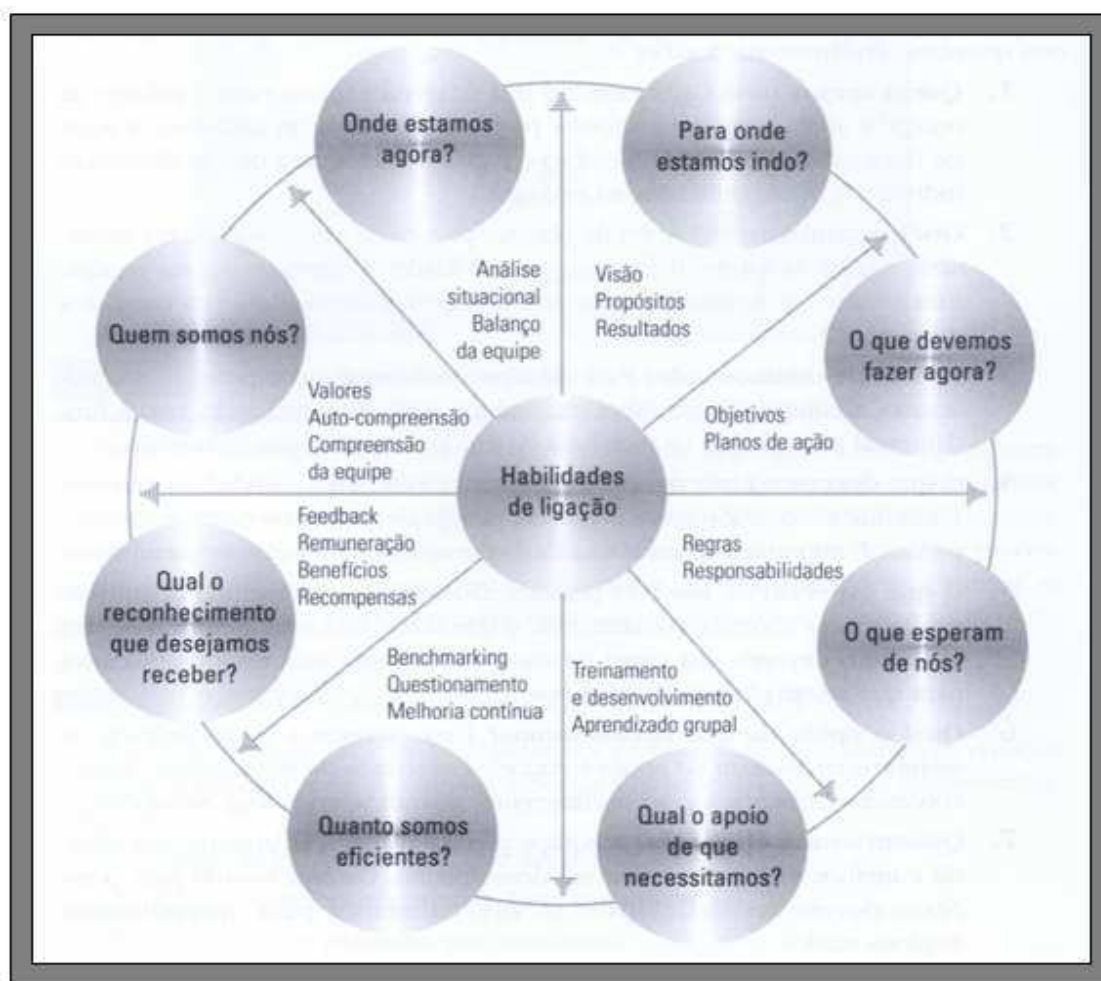 Onde estamos
agora?
Para onde
estamos indo?
Quem somos nós?
Análise
situacional
Balanço
da equipe
Visão
Propósitos
Resultados
O que devemos
fazer agora?
Valores
Auto-compreensão
Compreensão
da equipe
Objetivos
Planos de ação
Habilidades
de ligação
Feedback
Remuneração
Benefícios
Recompensas
Regras
Responsabilidades
Qual o
reconhecimento
que desejamos
receber?
O que esperam
de nós?
Benchmarking
Questionamento
Melhoria contínua
Treinamento
e desenvolvimento
Aprendizado grupal
Quanto somos
eficientes?
Qual o apoio
de que
necessitamos?